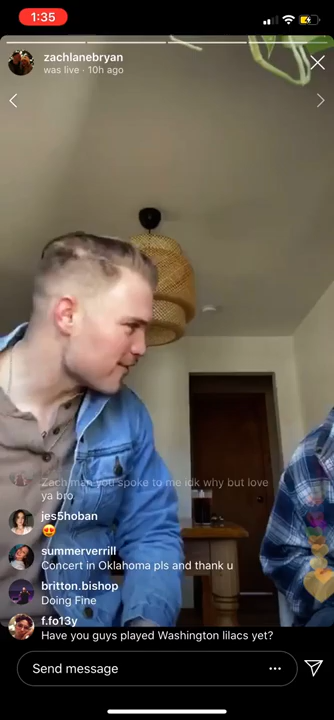 1:35
zachlanebryan
was live · 10h ago
Zach man you spoke to me idk why but love
ya bro
jes5hoban
😍
summerverrill
Concert in Oklahoma pls and thank u
britton.bishop
Doing Fine
f.fo13y
Have you guys played Washington lilacs yet?
Send message